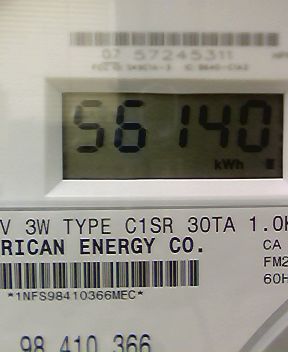 07 57245311
56140
kWh
V 3W TYPE C1SR 30TA 1.0K
RICAN ENERGY CO.
CA
FM2
60H
*1NFS98410366MEC*
98 410 366